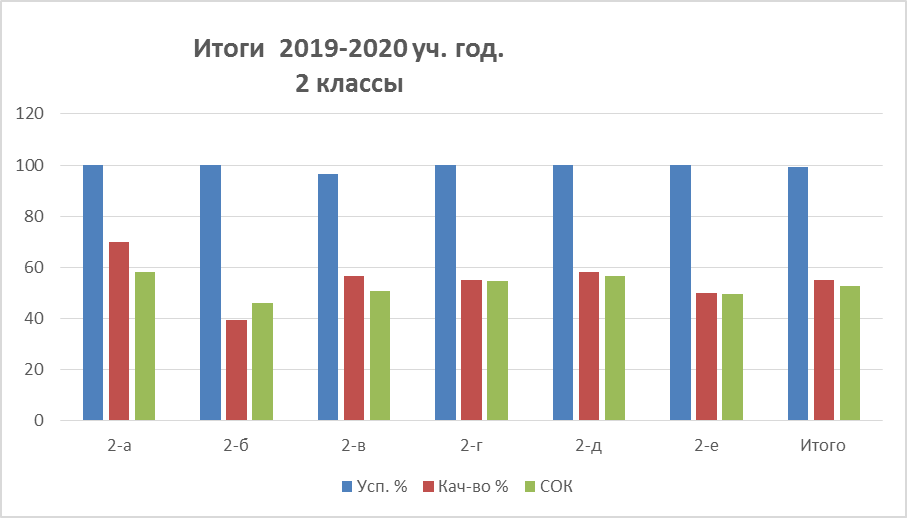 Итоги  2019-2020 уч. год.
2 классы
120
100
80
60
40
20
0
2-а 2-б 2-в 2-г 2-д 2-е Итого
Усп. % Кач-во % СОК